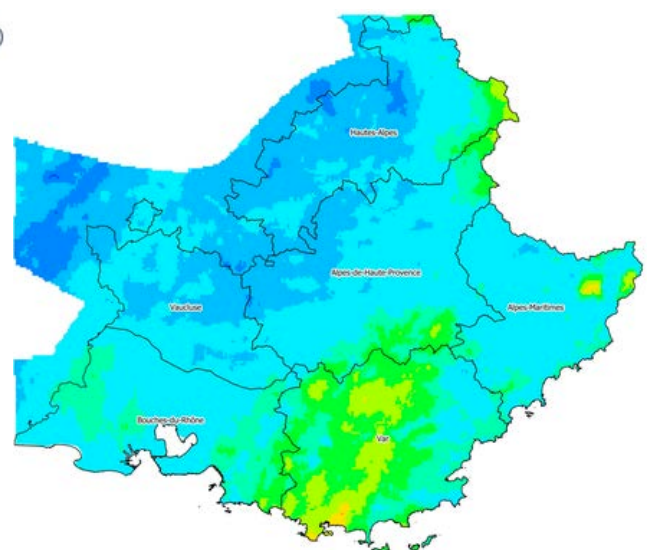 Hautes-Alpes
Alpes-de-Haute-Provence
Vaucluse
Alpes-Maritimes
Bouches-du-Rhône
Var